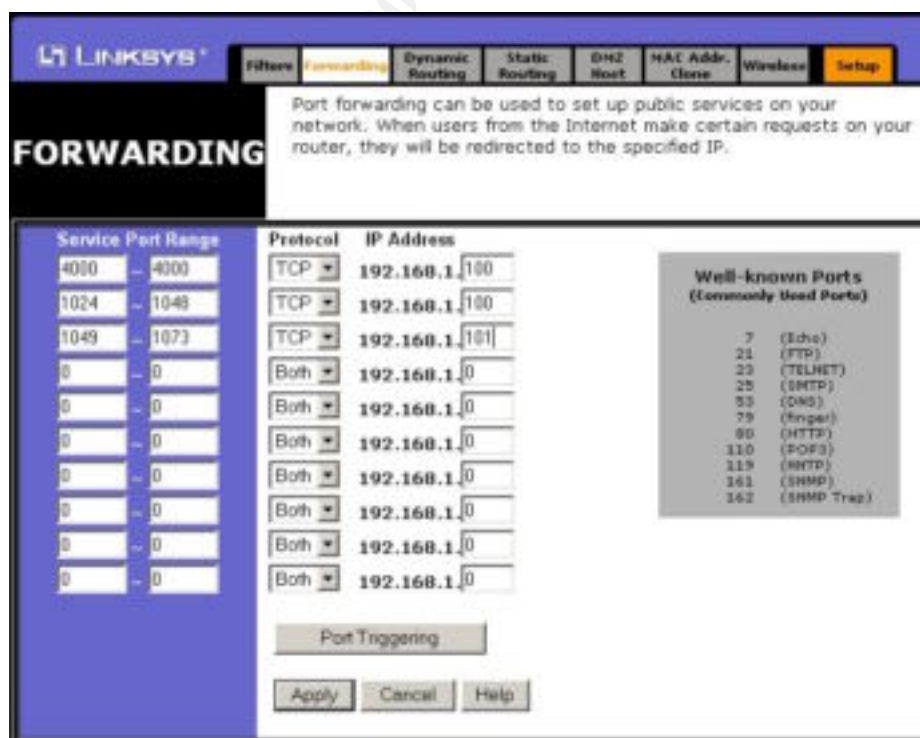 LINKSYS®
Filters Forwarding Dynamic Routing Static Routing DMZ Host MAC Addr. Clone Wireless Setup
FORWARDING
Port forwarding can be used to set up public services on your
network. When users from the Internet make certain requests on your
router, they will be redirected to the specified IP.
Service Port Range Protocol IP Address
4000 ~ 4000 TCP 192.168.1.100
1024 ~ 1048 TCP 192.168.1.100
1049 ~ 1073 TCP 192.168.1.101
0 ~ 0 Both 192.168.1.0
0 ~ 0 Both 192.168.1.0
0 ~ 0 Both 192.168.1.0
0 ~ 0 Both 192.168.1.0
0 ~ 0 Both 192.168.1.0
0 ~ 0 Both 192.168.1.0
0 ~ 0 Both 192.168.1.0
Well-known Ports
(Commonly Used Ports)
7 (Echo)
21 (FTP)
23 (TELNET)
25 (SMTP)
53 (DNS)
79 (finger)
80 (HTTP)
110 (POP3)
119 (NNTP)
161 (SNMP)
162 (SNMP Trap)
Port Triggering
Apply Cancel Help